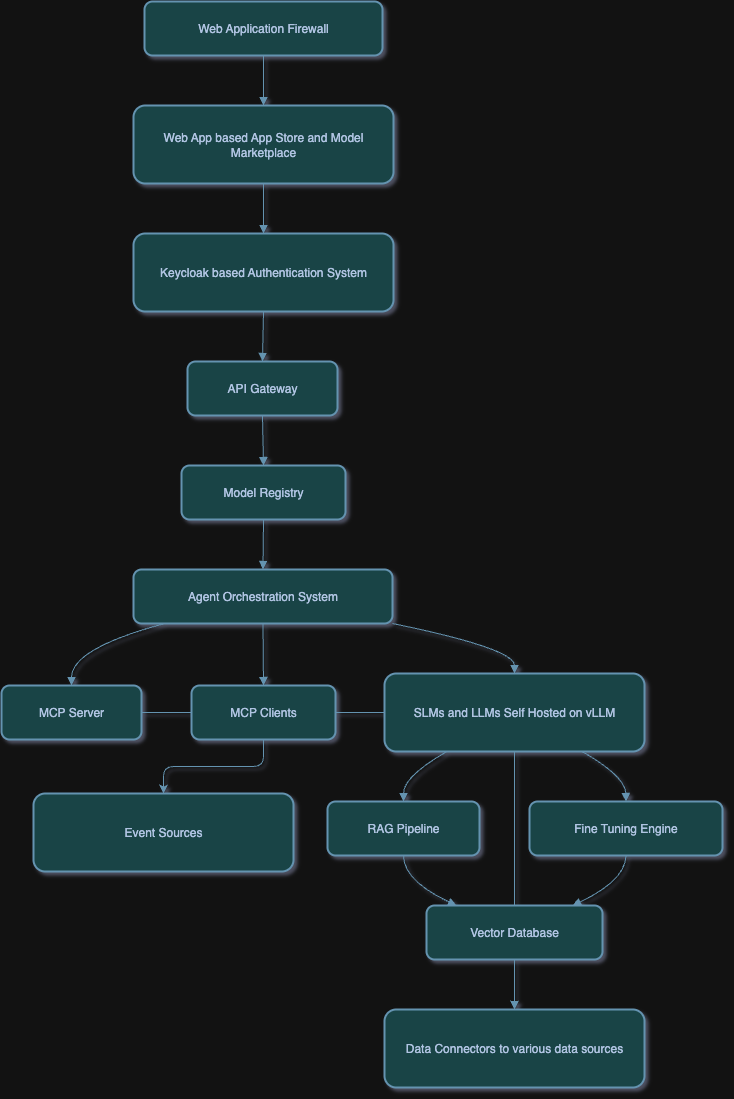 Web Application Firewall
Web App based App Store and Model
Marketplace
Keycloak based Authentication System
API Gateway
Model Registry
Agent Orchestration System
MCP Server
MCP Clients
SLMs and LLMs Self Hosted on vLLM
Event Sources
RAG Pipeline
Fine Tuning Engine
Vector Database
Data Connectors to various data sources